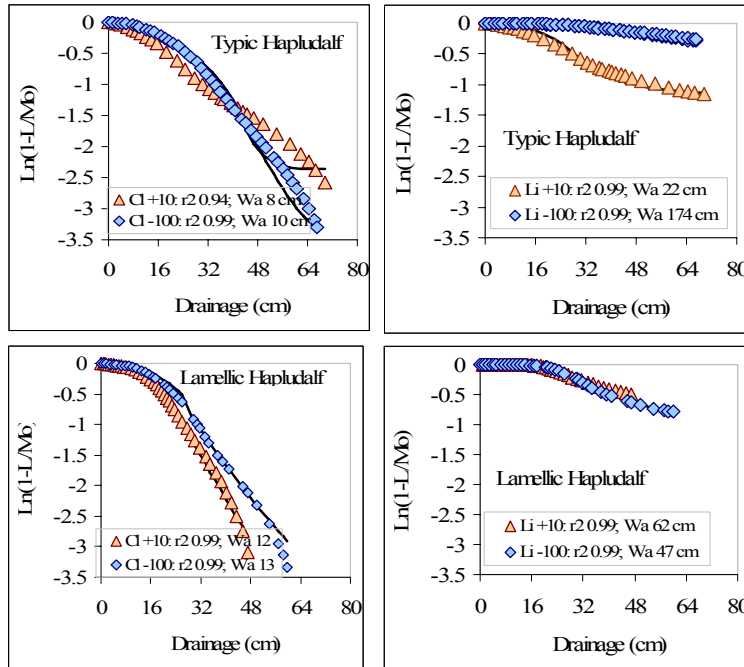 0
-0.5
-1
-1.5
-2
-2.5
-3
-3.5
Ln(1-L/Mo)
Typic Hapludalf
Cl +10: r2 0.94; Wa 8 cm
Cl -100: r2 0.99; Wa 10 cm
0 16 32 48 64 80
Drainage (cm)
0
-0.5
-1
-1.5
-2
-2.5
-3
-3.5
Ln(1-L/Mo)
Typic Hapludalf
Li +10: r2 0.99; Wa 22 cm
Li -100: r2 0.99; Wa 174 cm
0 16 32 48 64 80
Drainage (cm)
0
-0.5
-1
-1.5
-2
-2.5
-3
-3.5
Ln(1-L/Mo)
Lamellic Hapludalf
Cl +10: r2 0.99; Wa 12
Cl -100: r2 0.99; Wa 13
0 16 32 48 64 80
Drainage (cm)
0
-0.5
-1
-1.5
-2
-2.5
-3
-3.5
Ln(1-L/Mo)
Lamellic Hapludalf
Li +10: r2 0.99; Wa 62 cm
Li -100: r2 0.99; Wa 47 cm
0 16 32 48 64 80
Drainage (cm)